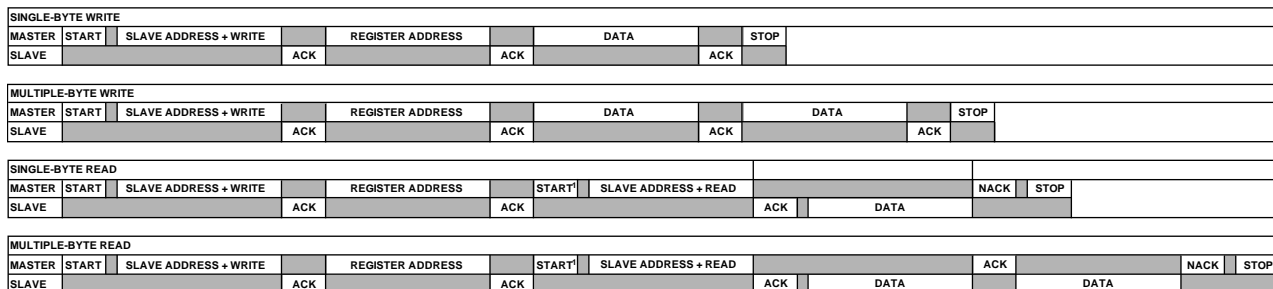 SINGLE-BYTE WRITE
MASTER START SLAVE ADDRESS + WRITE REGISTER ADDRESS DATA STOP
SLAVE ACK ACK ACK
MULTIPLE-BYTE WRITE
MASTER START SLAVE ADDRESS + WRITE REGISTER ADDRESS DATA DATA STOP
SLAVE ACK ACK ACK ACK
SINGLE-BYTE READ
MASTER START SLAVE ADDRESS + WRITE REGISTER ADDRESS START1 SLAVE ADDRESS + READ NACK STOP
SLAVE ACK ACK ACK DATA
MULTIPLE-BYTE READ
MASTER START SLAVE ADDRESS + WRITE REGISTER ADDRESS START1 SLAVE ADDRESS + READ ACK NACK STOP
SLAVE ACK ACK ACK DATA DATA